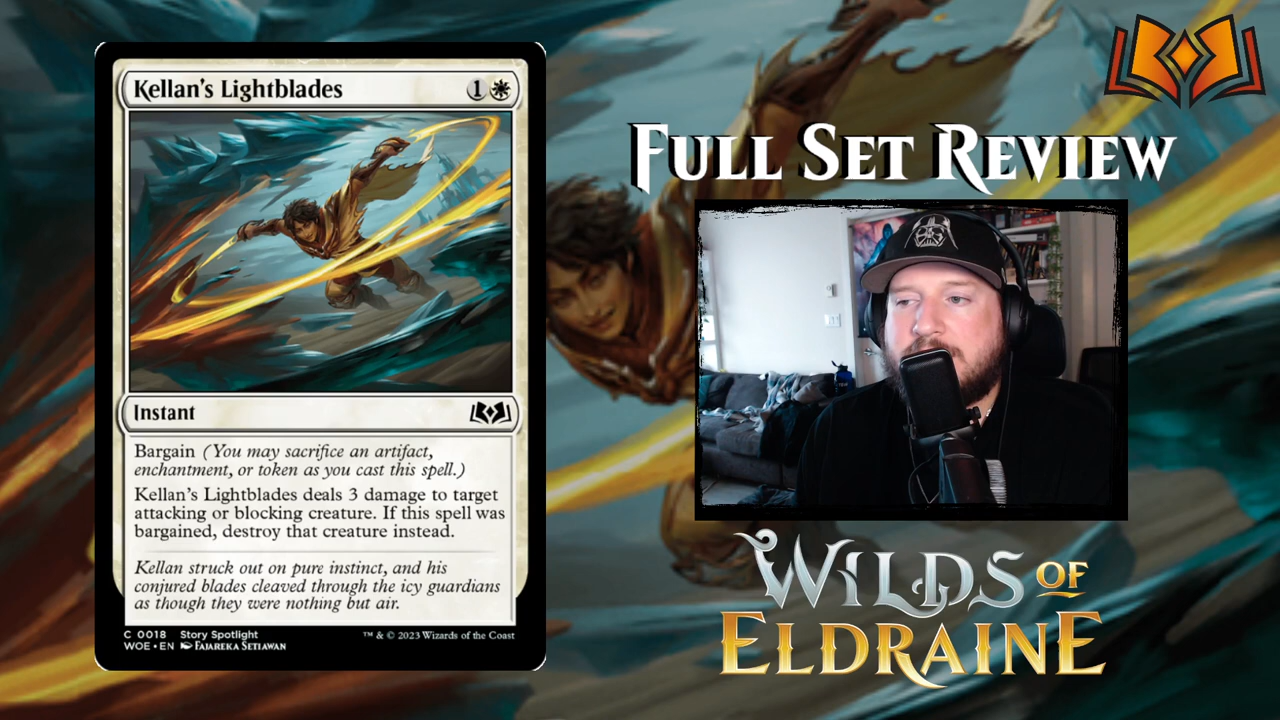 Kellan's Lightblades 1
Instant
Bargain (You may sacrifice an artifact,
enchantment, or token as you cast this spell.)
Kellan's Lightblades deals 3 damage to target
attacking or blocking creature. If this spell was
bargained, destroy that creature instead.
Kellan struck out on pure instinct, and his
conjured blades cleaved through the icy guardians
as though they were nothing but air.
C 0018 Story Spotlight ™ & © 2023 Wizards of the Coast
WOE • EN Fajareka Setiawan
Full Set Review
Wilds of
Eldraine